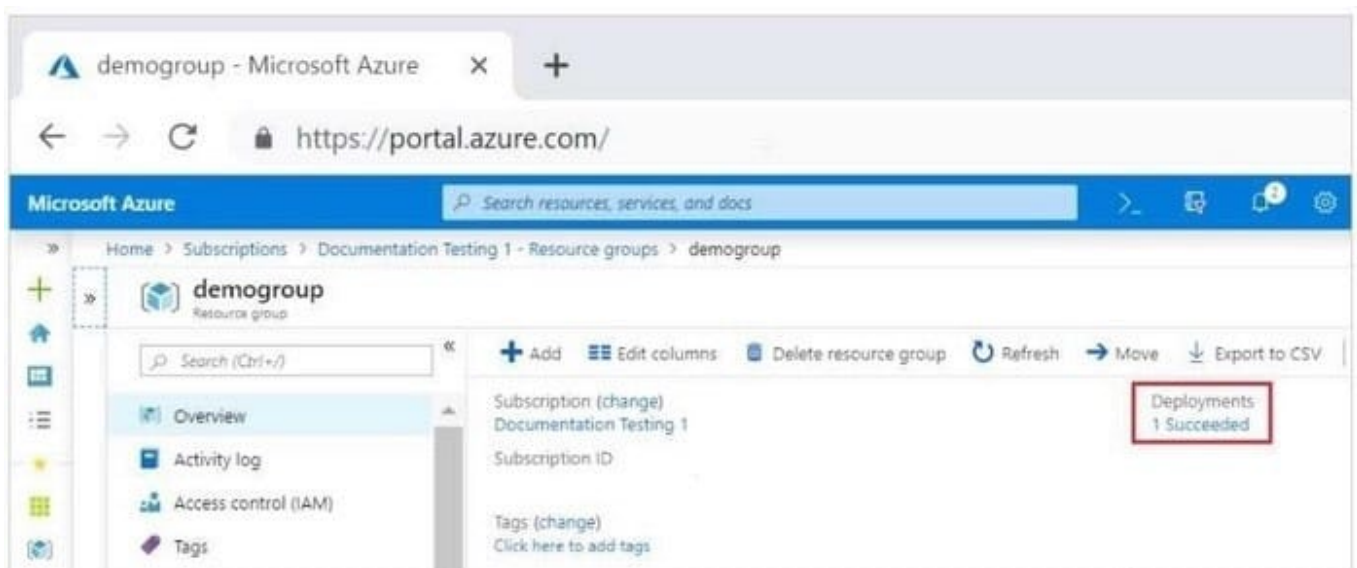 demogroup - Microsoft Azure
https://portal.azure.com/
Microsoft Azure
Search resources, services, and docs
2
Home > Subscriptions > Documentation Testing 1 - Resource groups > demogroup
demogroup
Resource group
Search (Ctrl+/)
Add Edit columns Delete resource group Refresh Move Export to CSV
Overview
Activity log
Access control (IAM)
Tags
Subscription (change)
Documentation Testing 1
Subscription ID
Tags (change)
Click here to add tags
Deployments
1 Succeeded